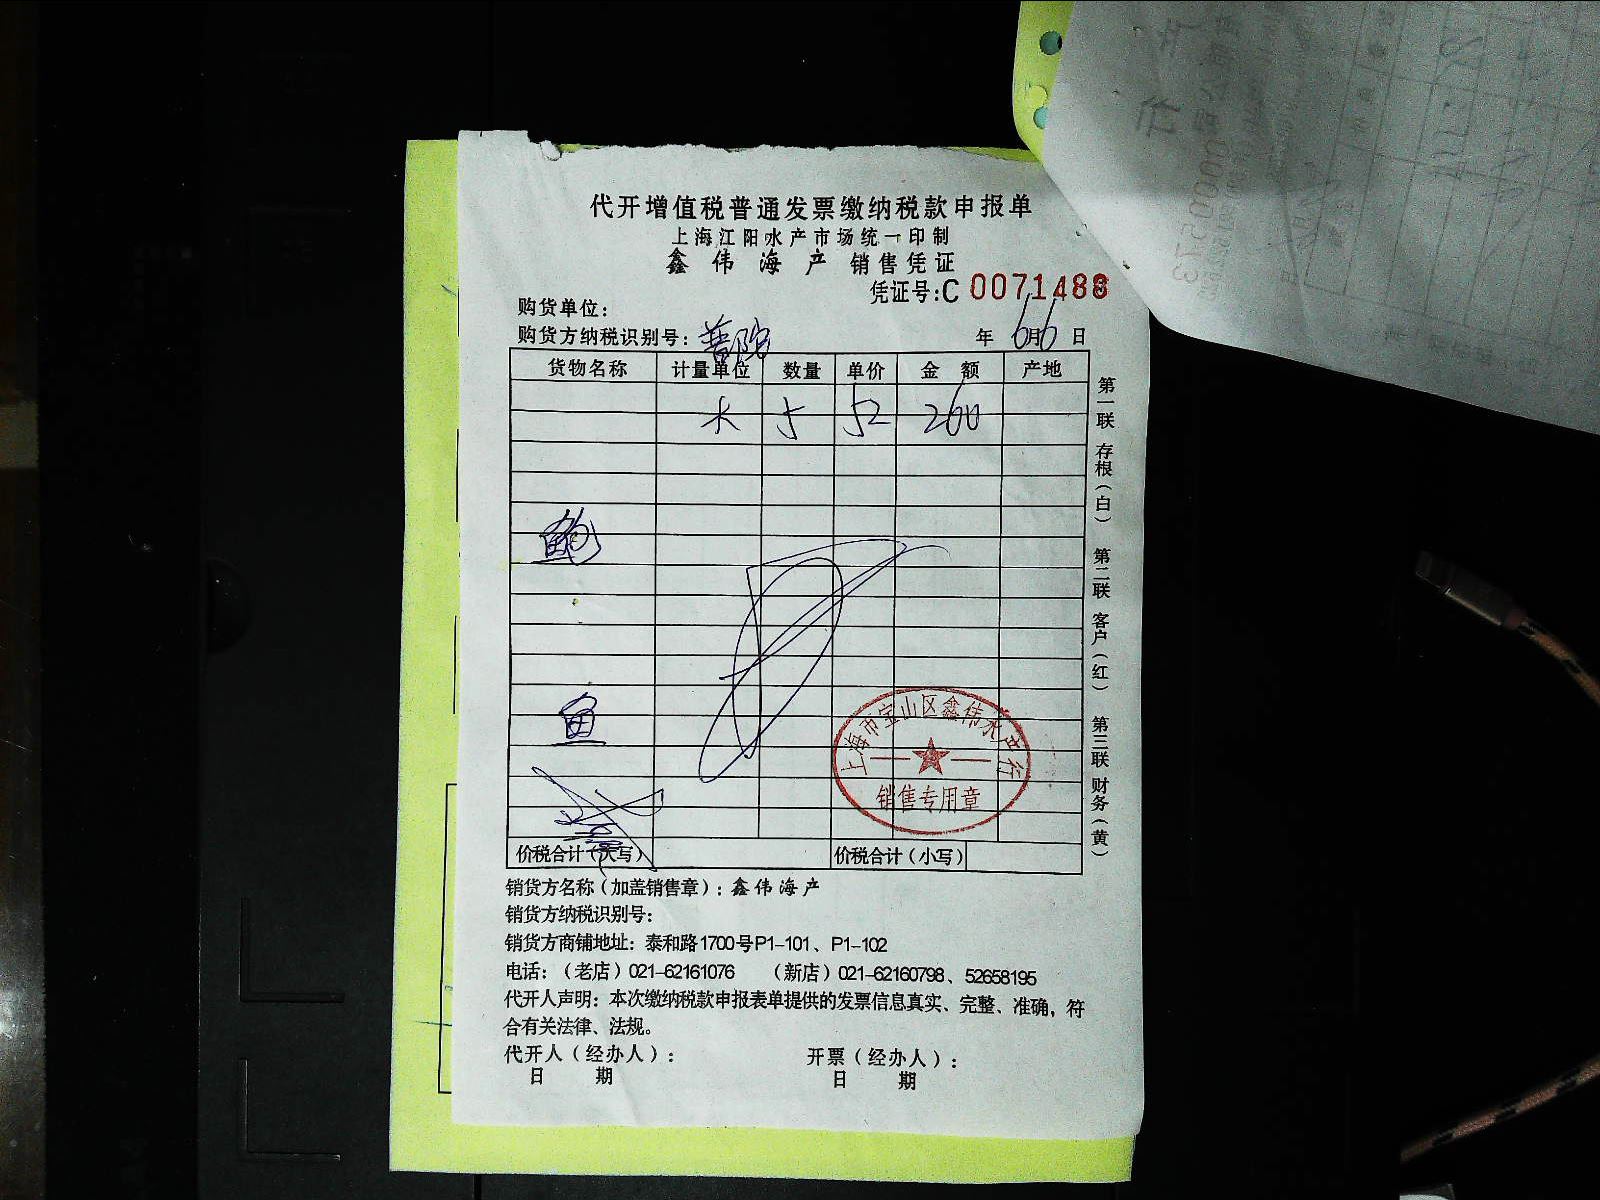 代开增值税普通发票缴纳税款申报单
上海江阳水产市场统一印制
鑫伟海产 销售凭证
凭证号:C 0071488
购货单位:
购货方纳税识别号:
年 6月6日
货物名称 计量单位 数量 单价 金额 产地
5 52 260
鲍
鱼
上海市宝山区鑫伟水产行
销售专用章
价税合计(大写) 价税合计(小写)
销货方名称(加盖销售章):鑫伟海产
销货方纳税识别号:
销货方商铺地址:泰和路1700号P1-101、P1-102
电话:(老店)021-62161076 (新店)021-62160798、52658195
代开人声明:本次缴纳税款申报表单提供的发票信息真实、完整、准确,符
合有关法律、法规。
代开人(经办人): 开票(经办人):
日期 日期
第一联 存根(白) 第二联 客户(红) 第三联 财务(黄)